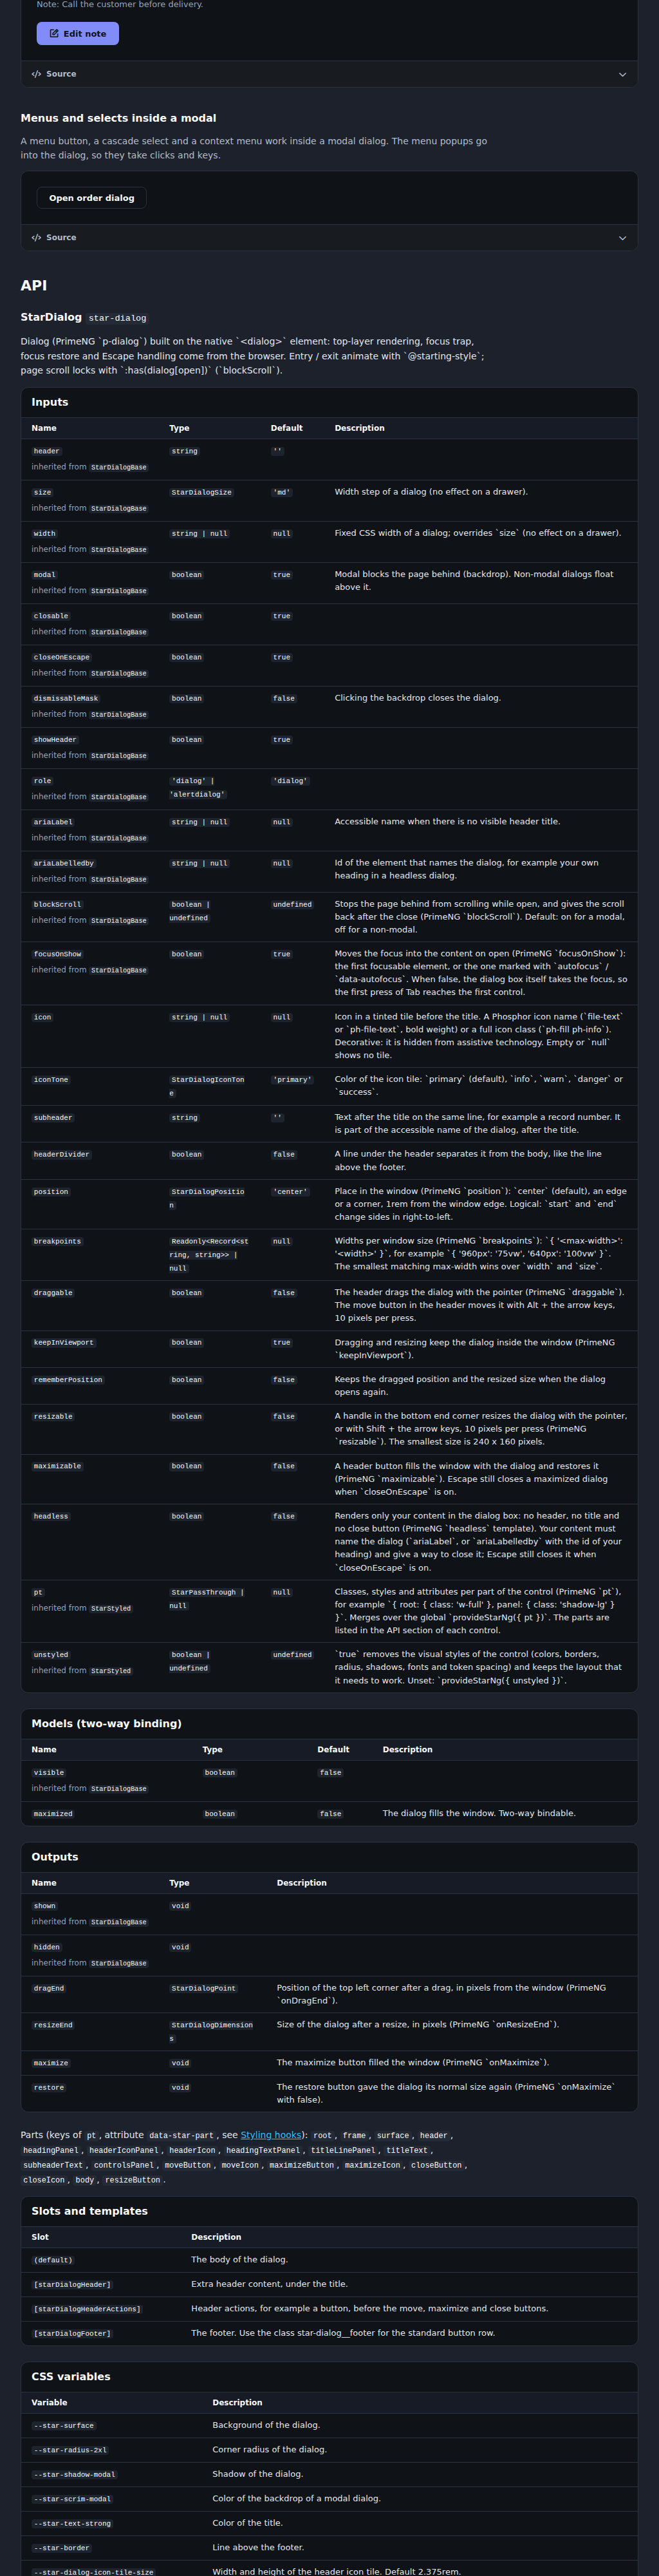 Note: Call the customer before delivery.
Edit note
</> Source
Menus and selects inside a modal
A menu button, a cascade select and a context menu work inside a modal dialog. The menu popups go
into the dialog, so they take clicks and keys.
Open order dialog
</> Source
API
StarDialog star-dialog
Dialog (PrimeNG `p-dialog`) built on the native `<dialog>` element: top-layer rendering, focus trap,
focus restore and Escape handling come from the browser. Entry / exit animate with `@starting-style`;
page scroll locks with `:has(dialog[open])` (`blockScroll`).
Inputs
Name Type Default Description
header string ''
inherited from StarDialogBase
size StarDialogSize 'md' Width step of a dialog (no effect on a drawer).
inherited from StarDialogBase
width string | null null Fixed CSS width of a dialog; overrides `size` (no effect on a drawer).
inherited from StarDialogBase
modal boolean true Modal blocks the page behind (backdrop). Non-modal dialogs float
above it.
inherited from StarDialogBase
closable boolean true
inherited from StarDialogBase
closeOnEscape boolean true
inherited from StarDialogBase
dismissableMask boolean false Clicking the backdrop closes the dialog.
inherited from StarDialogBase
showHeader boolean true
inherited from StarDialogBase
role 'dialog' | 'dialog'
'alertdialog'
inherited from StarDialogBase
ariaLabel string | null null Accessible name when there is no visible header title.
inherited from StarDialogBase
ariaLabelledby string | null null Id of the element that names the dialog, for example your own
heading in a headless dialog.
inherited from StarDialogBase
blockScroll boolean | undefined Stops the page behind from scrolling while open, and gives the scroll
undefined back after the close (PrimeNG `blockScroll`). Default: on for a modal,
inherited from StarDialogBase
off for a non-modal.
focusOnShow boolean true Moves the focus into the content on open (PrimeNG `focusOnShow`):
the first focusable element, or the one marked with `autofocus` /
inherited from StarDialogBase
`data-autofocus`. When false, the dialog box itself takes the focus, so
the first press of Tab reaches the first control.
icon string | null null Icon in a tinted tile before the title. A Phosphor icon name (`file-text`
or `ph-file-text`, bold weight) or a full icon class (`ph-fill ph-info`).
Decorative: it is hidden from assistive technology. Empty or `null`
shows no tile.
iconTone StarDialogIconTon 'primary' Color of the icon tile: `primary` (default), `info`, `warn`, `danger` or
e `success`.
subheader string '' Text after the title on the same line, for example a record number. It
is part of the accessible name of the dialog, after the title.
headerDivider boolean false A line under the header separates it from the body, like the line
above the footer.
position StarDialogPositio 'center' Place in the window (PrimeNG `position`): `center` (default), an edge
n or a corner, 1rem from the window edge. Logical: `start` and `end`
change sides in right-to-left.
breakpoints Readonly<Record<st null Widths per window size (PrimeNG `breakpoints`): `{ '<max-width>':
ring, string>> | '<width>' }`, for example `{ '960px': '75vw', '640px': '100vw' }`.
null The smallest matching max-width wins over `width` and `size`.
draggable boolean false The header drags the dialog with the pointer (PrimeNG `draggable`).
The move button in the header moves it with Alt + the arrow keys,
10 pixels per press.
keepInViewport boolean true Dragging and resizing keep the dialog inside the window (PrimeNG
`keepInViewport`).
rememberPosition boolean false Keeps the dragged position and the resized size when the dialog
opens again.
resizable boolean false A handle in the bottom end corner resizes the dialog with the pointer,
or with Shift + the arrow keys, 10 pixels per press (PrimeNG
`resizable`). The smallest size is 240 x 160 pixels.
maximizable boolean false A header button fills the window with the dialog and restores it
(PrimeNG `maximizable`). Escape still closes a maximized dialog
when `closeOnEscape` is on.
headless boolean false Renders only your content in the dialog box: no header, no title and
no close button (PrimeNG `headless` template). Your content must
name the dialog (`ariaLabel`, or `ariaLabelledby` with the id of your
heading) and give a way to close it; Escape still closes it when
`closeOnEscape` is on.
pt StarPassThrough | null Classes, styles and attributes per part of the control (PrimeNG `pt`),
null for example `{ root: { class: 'w-full' }, panel: { class: 'shadow-lg' }
inherited from StarStyled
}`. Merges over the global `provideStarNg({ pt })`. The parts are
listed in the API section of each control.
unstyled boolean | undefined `true` removes the visual styles of the control (colors, borders,
undefined radius, shadows, fonts and token spacing) and keeps the layout that
inherited from StarStyled
it needs to work. Unset: `provideStarNg({ unstyled })`.
Models (two-way binding)
Name Type Default Description
visible boolean false
inherited from StarDialogBase
maximized boolean false The dialog fills the window. Two-way bindable.
Outputs
Name Type Description
shown void
inherited from StarDialogBase
hidden void
inherited from StarDialogBase
dragEnd StarDialogPoint Position of the top left corner after a drag, in pixels from the window (PrimeNG
`onDragEnd`).
resizeEnd StarDialogDimension Size of the dialog after a resize, in pixels (PrimeNG `onResizeEnd`).
s
maximize void The maximize button filled the window (PrimeNG `onMaximize`).
restore void The restore button gave the dialog its normal size again (PrimeNG `onMaximize`
with false).
Parts (keys of pt, attribute data-star-part, see Styling hooks): root, frame, surface, header,
headingPanel, headerIconPanel, headerIcon, headingTextPanel, titleLinePanel, titleText,
subheaderText, controlsPanel, moveButton, moveIcon, maximizeButton, maximizeIcon, closeButton,
closeIcon, body, resizeButton.
Slots and templates
Slot Description
(default) The body of the dialog.
[starDialogHeader] Extra header content, under the title.
[starDialogHeaderActions] Header actions, for example a button, before the move, maximize and close buttons.
[starDialogFooter] The footer. Use the class star-dialog__footer for the standard button row.
CSS variables
Variable Description
--star-surface Background of the dialog.
--star-radius-2xl Corner radius of the dialog.
--star-shadow-modal Shadow of the dialog.
--star-scrim-modal Color of the backdrop of a modal dialog.
--star-text-strong Color of the title.
--star-border Line above the footer.
--star-dialog-icon-tile-size Width and height of the header icon tile. Default 2.375rem.